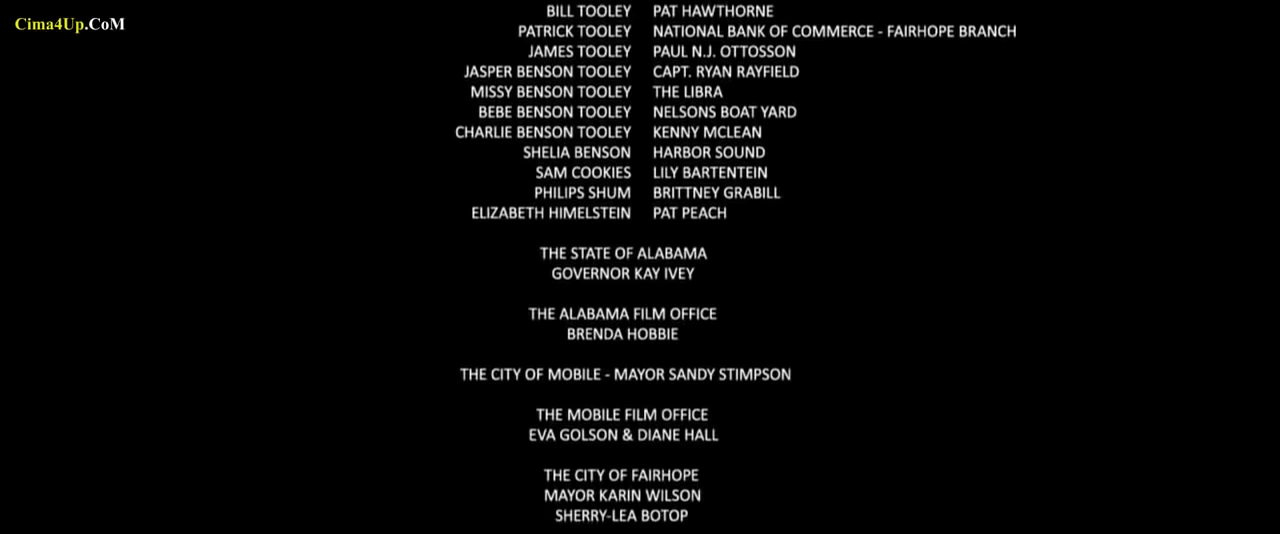 Cima4Up.CoM
BILL TOOLEY PAT HAWTHORNE
PATRICK TOOLEY NATIONAL BANK OF COMMERCE - FAIRHOPE BRANCH
JAMES TOOLEY PAUL N.J. OTTOSSON
JASPER BENSON TOOLEY CAPT. RYAN RAYFIELD
MISSY BENSON TOOLEY THE LIBRA
BEBE BENSON TOOLEY NELSONS BOAT YARD
CHARLIE BENSON TOOLEY KENNY MCLEAN
SHELIA BENSON HARBOR SOUND
SAM COOKIES LILY BARTENTEIN
PHILIPS SHUM BRITTNEY GRABILL
ELIZABETH HIMELSTEIN PAT PEACH
THE STATE OF ALABAMA
GOVERNOR KAY IVEY
THE ALABAMA FILM OFFICE
BRENDA HOBBIE
THE CITY OF MOBILE - MAYOR SANDY STIMPSON
THE MOBILE FILM OFFICE
EVA GOLSON & DIANE HALL
THE CITY OF FAIRHOPE
MAYOR KARIN WILSON
SHERRY-LEA BOTOP